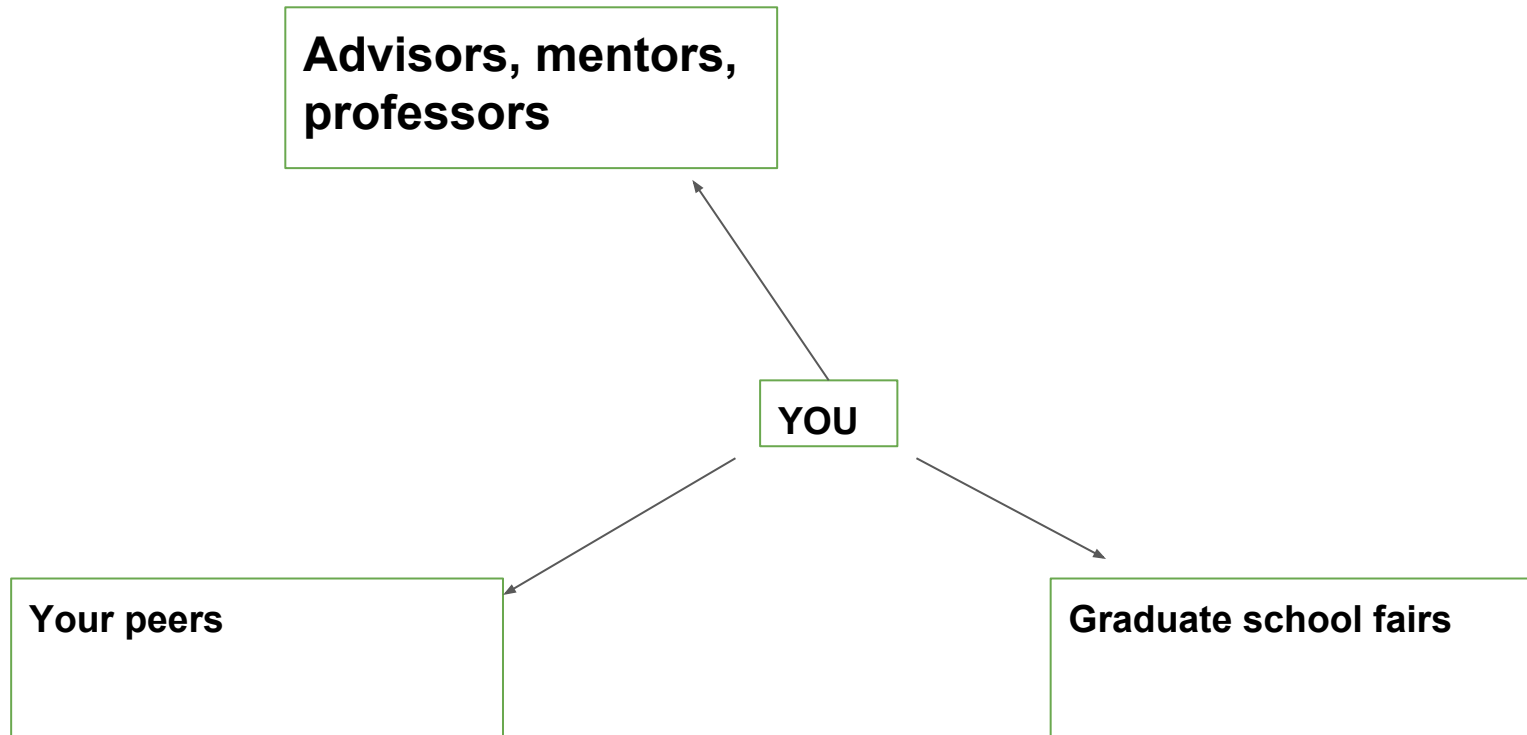 Advisors, mentors,
professors
YOU
Your peers
Graduate school fairs